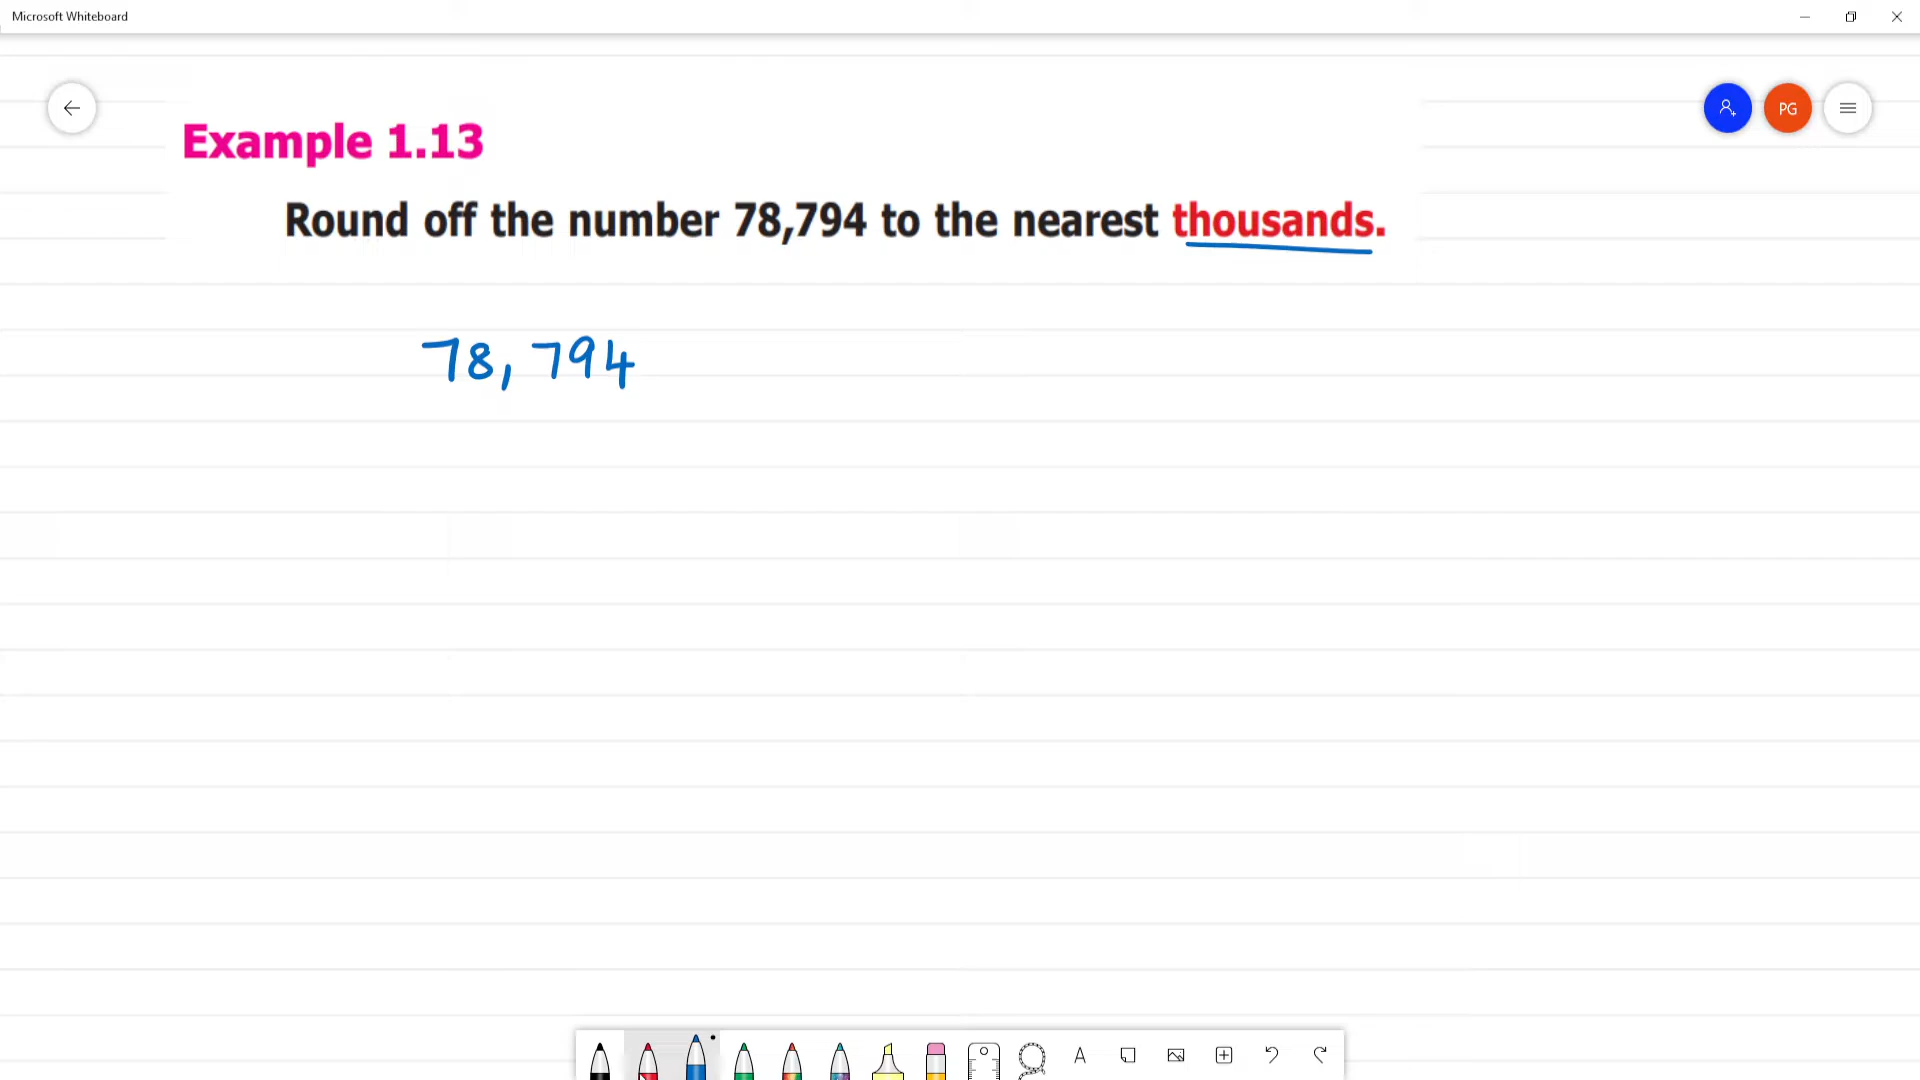 Microsoft Whiteboard
PG
Example 1.13
Round off the number 78,794 to the nearest thousands.
78,794
A